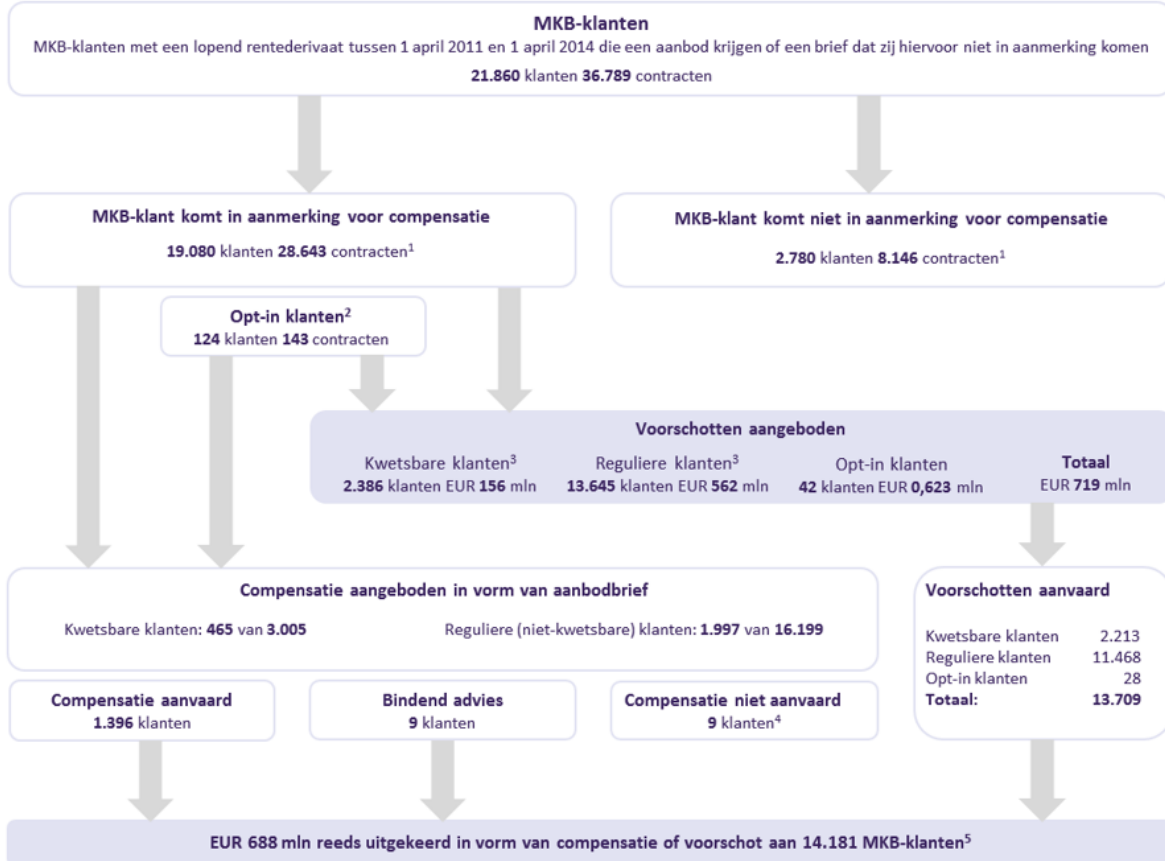 MKB-klanten
MKB-klanten met een lopend rentederivaat tussen 1 april 2011 en 1 april 2014 die een aanbod krijgen of een brief dat zij hiervoor niet in aanmerking komen
21.860 klanten 36.789 contracten
MKB-klant komt in aanmerking voor compensatie
19.080 klanten 28.643 contracten¹
MKB-klant komt niet in aanmerking voor compensatie
2.780 klanten 8.146 contracten¹
Opt-in klanten²
124 klanten 143 contracten
Voorschotten aangeboden
Kwetsbare klanten³
2.386 klanten EUR 156 mln
Reguliere klanten³
13.645 klanten EUR 562 mln
Opt-in klanten
42 klanten EUR 0,623 mln
Totaal
EUR 719 mln
Compensatie aangeboden in vorm van aanbodbrief
Kwetsbare klanten: 465 van 3.005
Reguliere (niet-kwetsbare) klanten: 1.997 van 16.199
Voorschotten aanvaard
Kwetsbare klanten 2.213
Reguliere klanten 11.468
Opt-in klanten 28
Totaal: 13.709
Compensatie aanvaard
1.396 klanten
Bindend advies
9 klanten
Compensatie niet aanvaard
9 klanten⁴
EUR 688 mln reeds uitgekeerd in vorm van compensatie of voorschot aan 14.181 MKB-klanten⁵